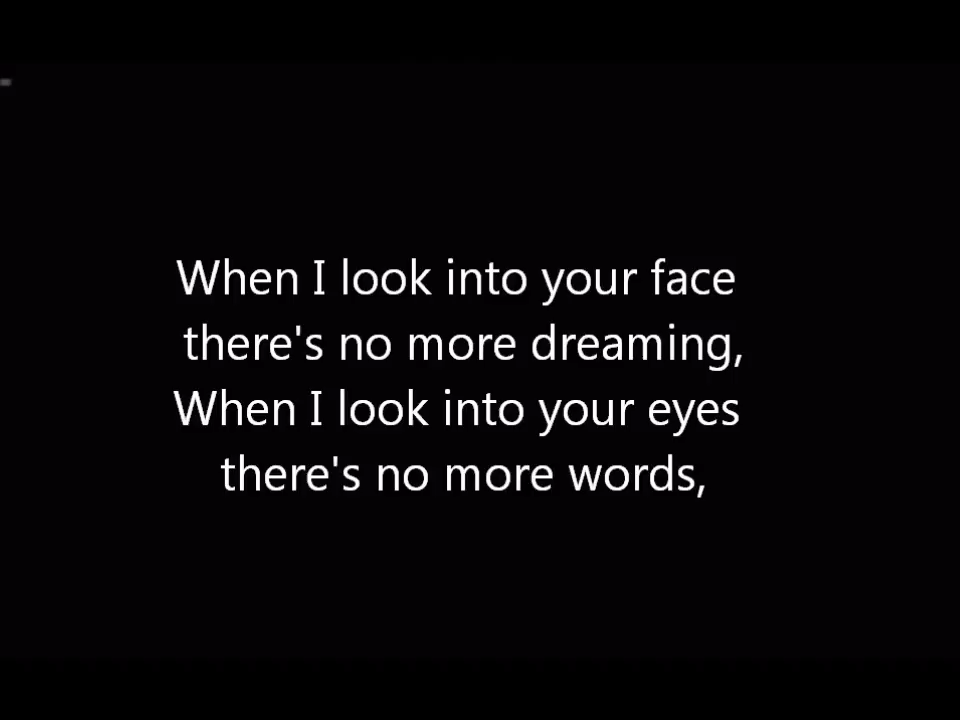 When I look into your face
there's no more dreaming,
When I look into your eyes
there's no more words,